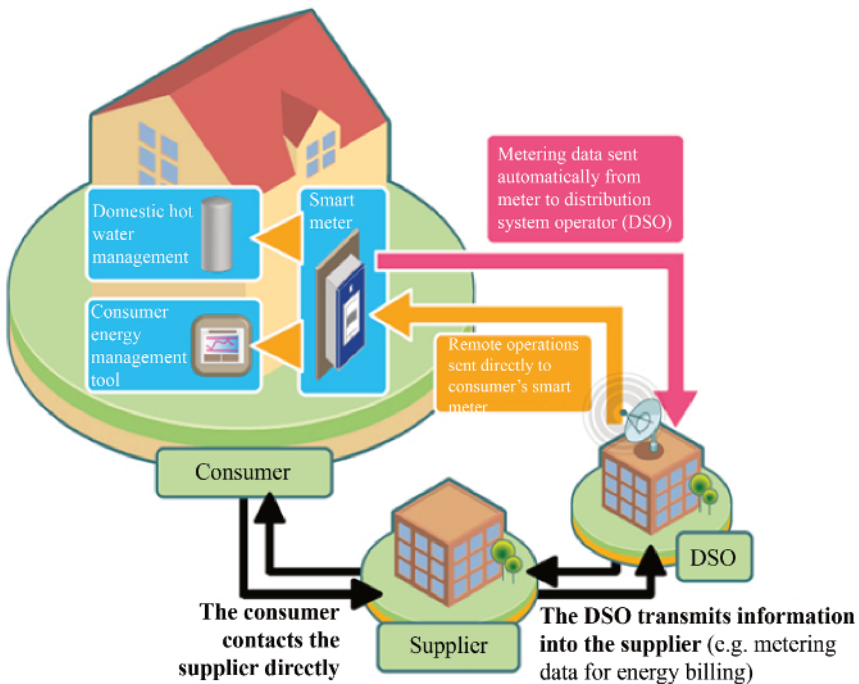 Metering data sent
automatically from
meter to distribution
system operator (DSO)
Domestic hot
water
management
Smart
meter
Consumer
energy
management
tool
Remote operations
sent directly to
consumer's smart
meter
Consumer
DSO
Supplier
The consumer
contacts the
supplier directly
The DSO transmits information
into the supplier (e.g. metering
data for energy billing)